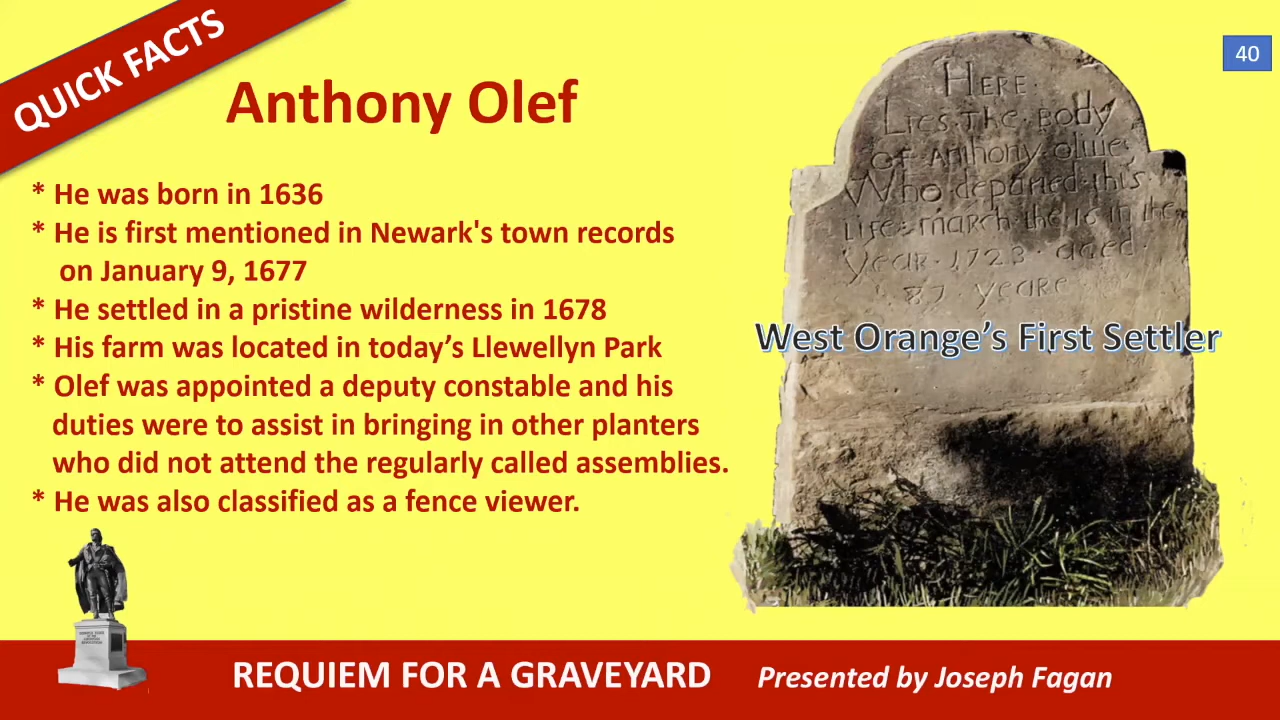 QUICK FACTS
40
Anthony Olef
* He was born in 1636
* He is first mentioned in Newark's town records
on January 9, 1677
* He settled in a pristine wilderness in 1678
* His farm was located in today’s Llewellyn Park
* Olef was appointed a deputy constable and his
duties were to assist in bringing in other planters
who did not attend the regularly called assemblies.
* He was also classified as a fence viewer.
HERE
Lies·The·Body
OF Anthony olive
Who departed·this
Life·march the 16 in the
year·1723·aged
87 yeare
West Orange’s First Settler
REQUIEM FOR A GRAVEYARD
Presented by Joseph Fagan